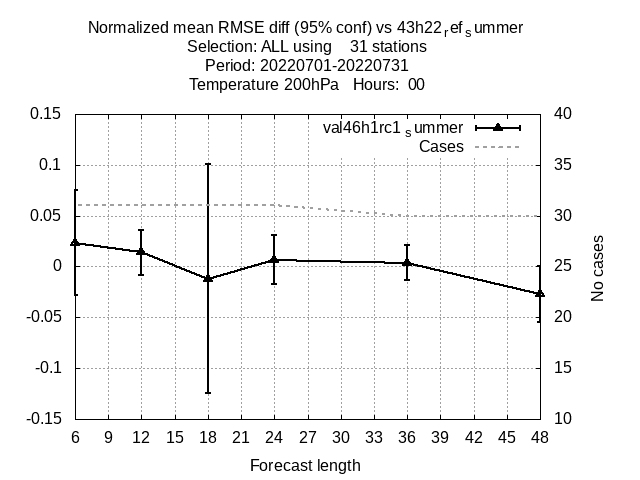 Normalized mean RMSE diff (95% conf) vs 43h22refsummer
Selection: ALL using    31 stations
Period: 20220701-20220731
Temperature 200hPa   Hours:  00
0.15
0.1
0.05
0
-0.05
-0.1
-0.15
40
35
30
25
20
15
10
val46h1rc1summer
Cases
No cases
6 9 12 15 18 21 24 27 30 33 36 39 42 45 48
Forecast length